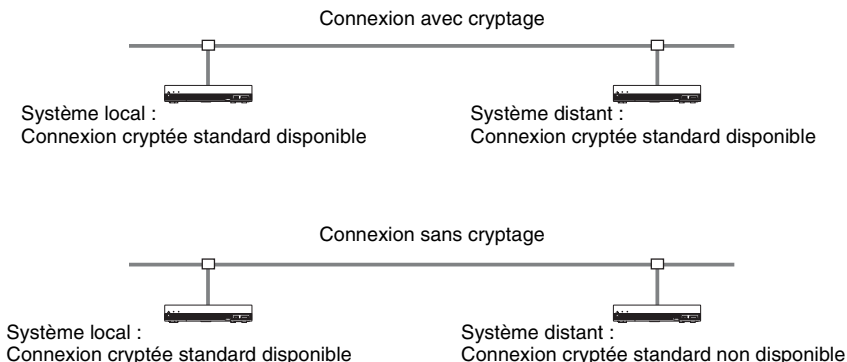 Connexion avec cryptage
Système local :
Connexion cryptée standard disponible
Système distant :
Connexion cryptée standard disponible
Connexion sans cryptage
Système local :
Connexion cryptée standard disponible
Système distant :
Connexion cryptée standard non disponible